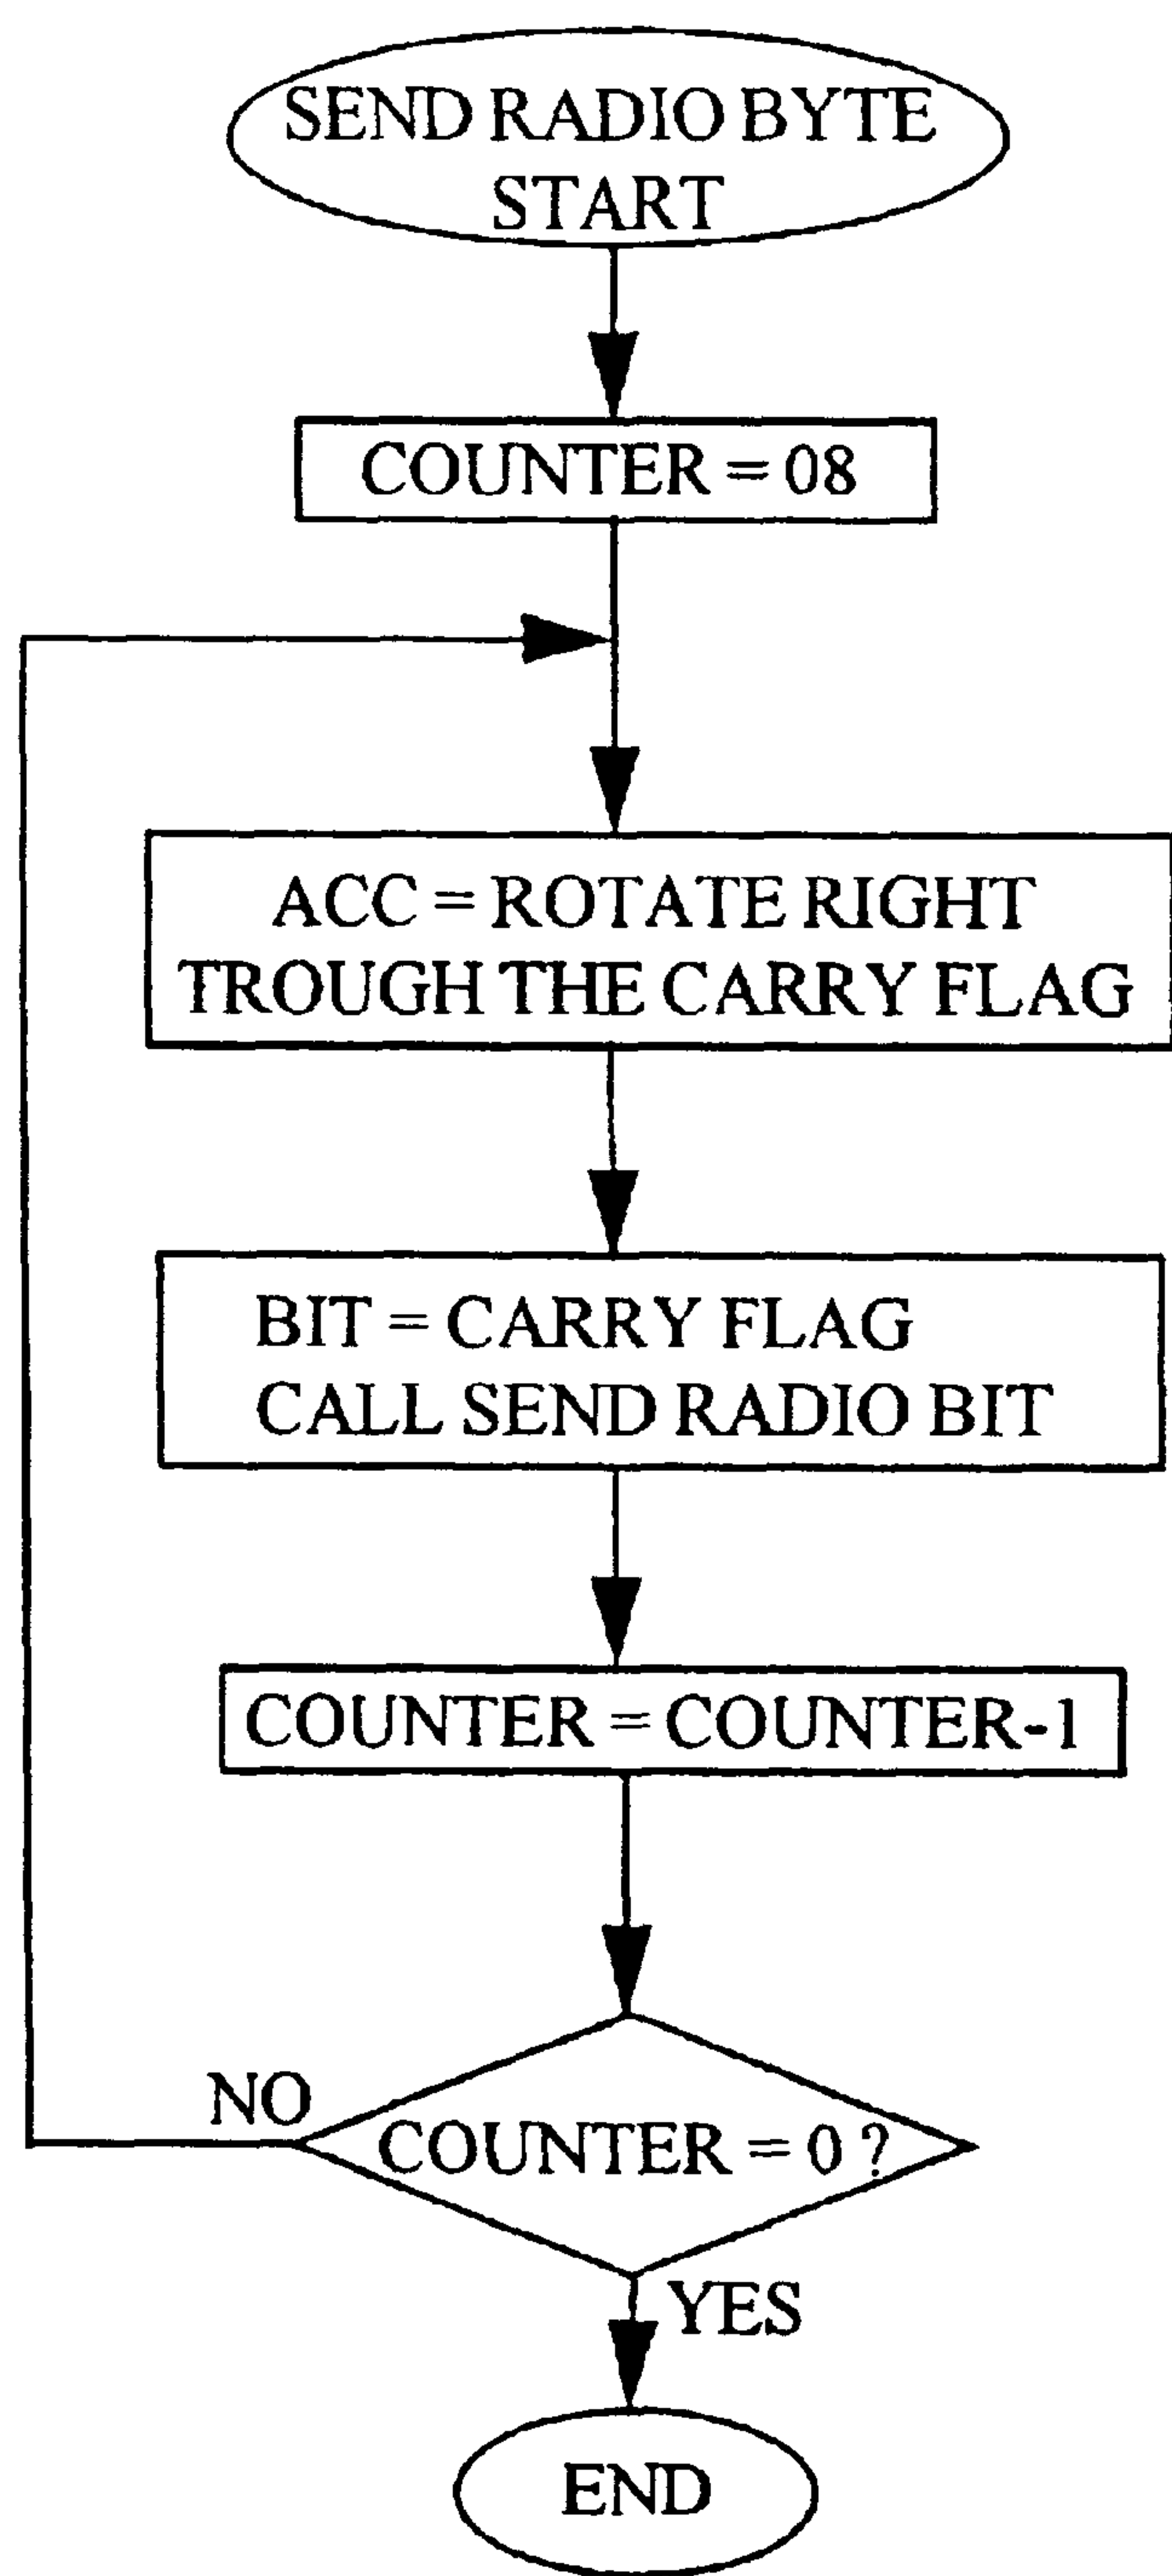 SEND RADIO BYTE
START
COUNTER = 08
ACC = ROTATE RIGHT
TROUGH THE CARRY FLAG
BIT = CARRY FLAG
CALL SEND RADIO BIT
COUNTER = COUNTER-1
NO
COUNTER = 0 ?
YES
END